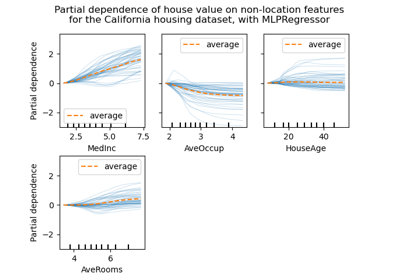 Partial dependence of house value on non-location features
for the California housing dataset, with MLPRegressor
Partial dependence
2
0
−2
average
2.5
5.0
7.5
MedInc
average
2
3
4
AveOccup
average
20
40
HouseAge
Partial dependence
2
0
−2
average
4
6
AveRooms